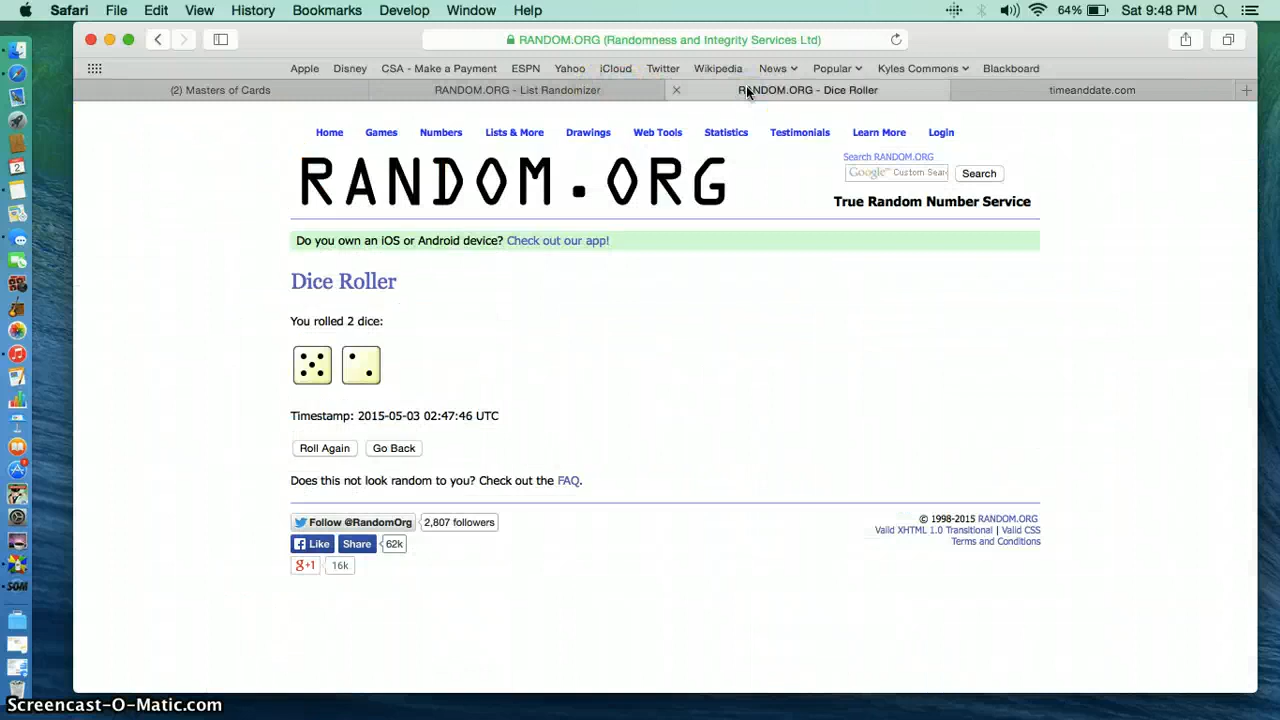 Safari File Edit View History Bookmarks Develop Window Help 64% Sat 9:48 PM
RANDOM.ORG (Randomness and Integrity Services Ltd)
Apple Disney CSA - Make a Payment ESPN Yahoo iCloud Twitter Wikipedia News Popular Kyles Commons Blackboard
(2) Masters of Cards RANDOM.ORG - List Randomizer RANDOM.ORG - Dice Roller timeanddate.com
Home Games Numbers Lists & More Drawings Web Tools Statistics Testimonials Learn More Login
Search RANDOM.ORG
RANDOM.ORG
Google™ Custom Sear Search
True Random Number Service
Do you own an iOS or Android device? Check out our app!
Dice Roller
You rolled 2 dice:
Timestamp: 2015-05-03 02:47:46 UTC
Roll Again Go Back
Does this not look random to you? Check out the FAQ.
Follow @RandomOrg 2,807 followers
© 1998-2015 RANDOM.ORG
Valid XHTML 1.0 Transitional | Valid CSS
Terms and Conditions
Like Share 62k
g+1 16k
Screencast-O-Matic.com